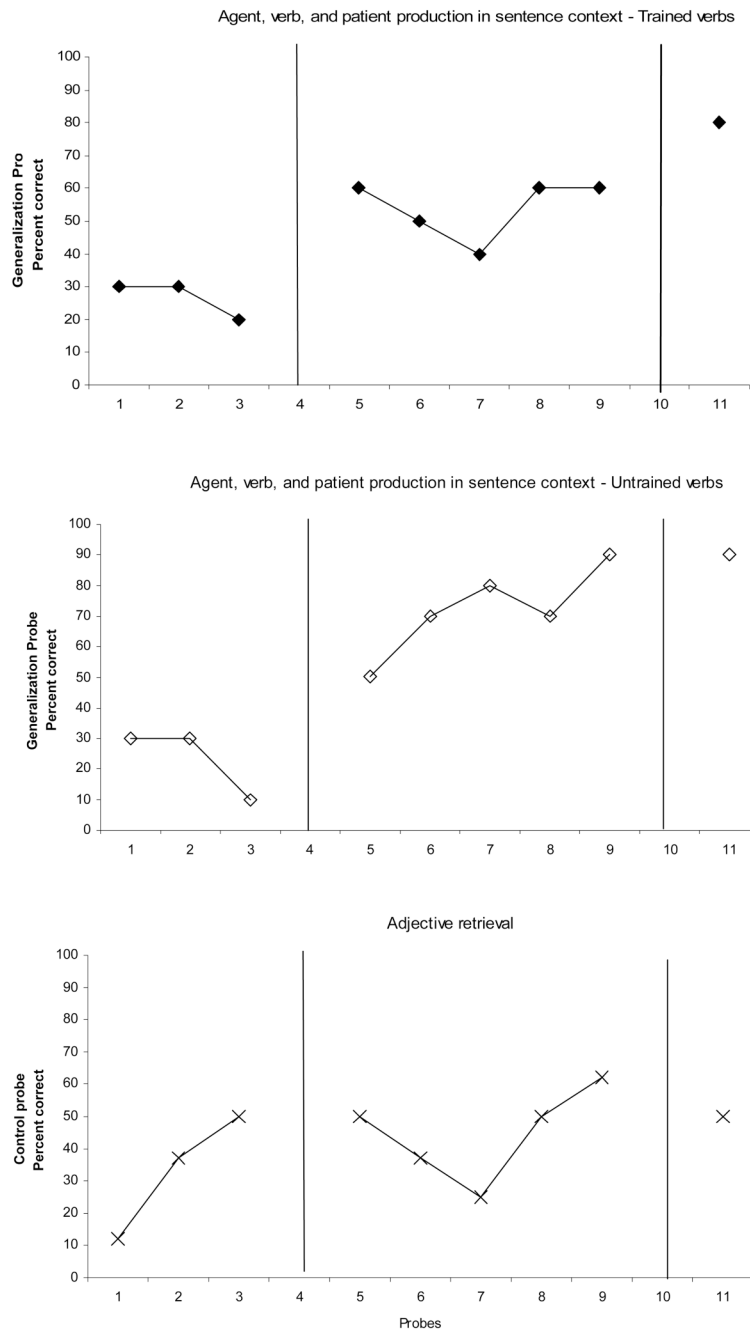 Agent, verb, and patient production in sentence context - Trained verbs
Generalization Pro
Percent correct
100
90
80
70
60
50
40
30
20
10
0
1 2 3 4 5 6 7 8 9 10 11
Agent, verb, and patient production in sentence context - Untrained verbs
Generalization Probe
Percent correct
100
90
80
70
60
50
40
30
20
10
0
1 2 3 4 5 6 7 8 9 10 11
Adjective retrieval
Control probe
Percent correct
100
90
80
70
60
50
40
30
20
10
0
1 2 3 4 5 6 7 8 9 10 11
Probes